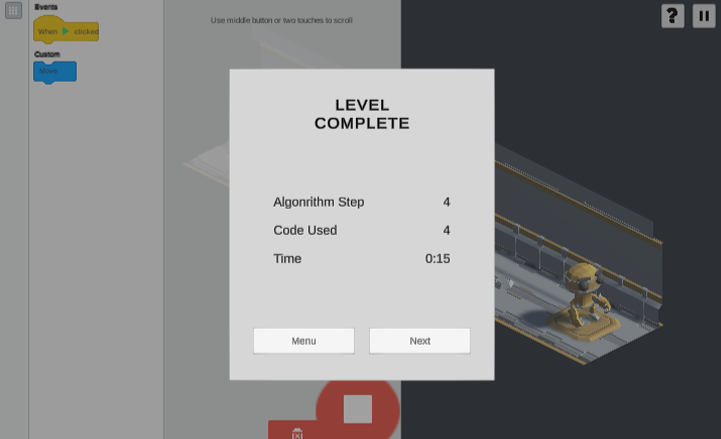 Events
When clicked
Custom
Move
Use middle button or two touches to scroll
?
LEVEL
COMPLETE
Algonrithm Step 4
Code Used 4
Time 0:15
Menu Next